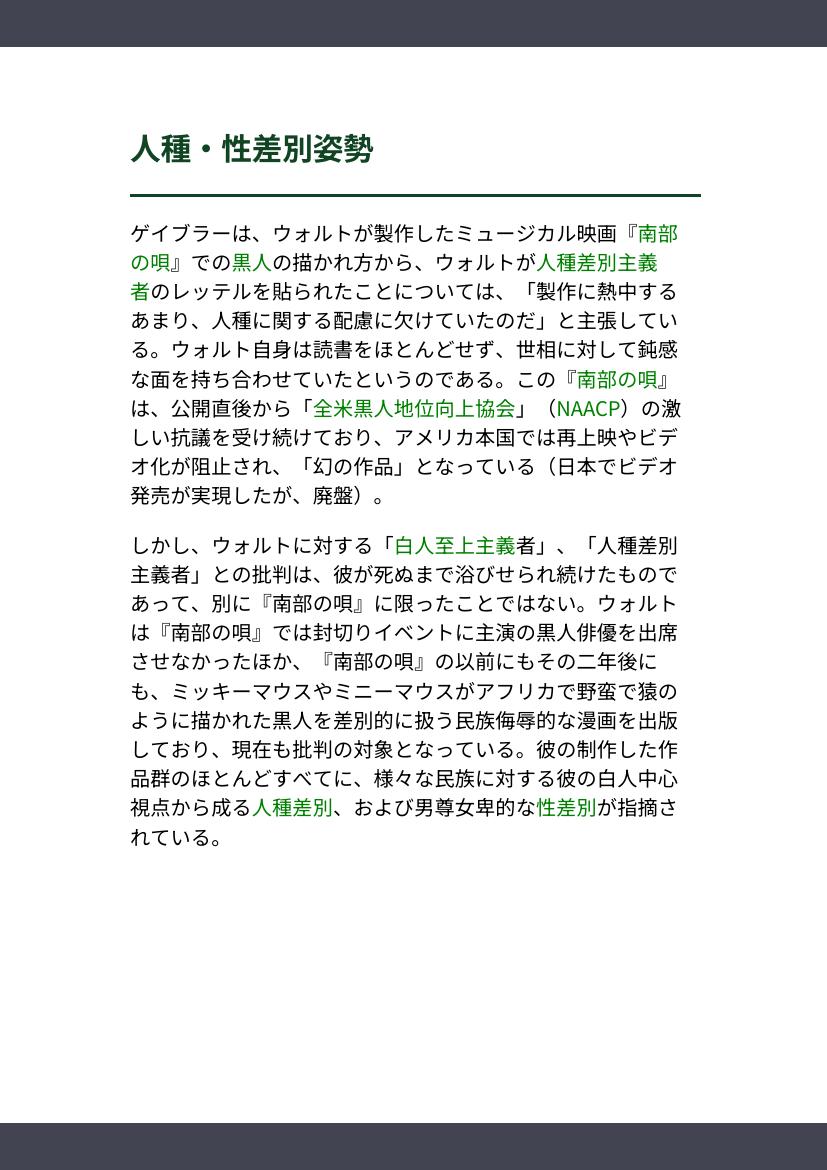 人種・性差別姿勢
ゲイブラーは、ウォルトが製作したミュージカル映画『南部
の唄』での黒人の描かれ方から、ウォルトが人種差別主義
者のレッテルを貼られたことについては、「製作に熱中する
あまり、人種に関する配慮に欠けていたのだ」と主張してい
る。ウォルト自身は読書をほとんどせず、世相に対して鈍感
な面を持ち合わせていたというのである。この『南部の唄』
は、公開直後から「全米黒人地位向上協会」（NAACP）の激
しい抗議を受け続けており、アメリカ本国では再上映やビデ
オ化が阻止され、「幻の作品」となっている（日本でビデオ
発売が実現したが、廃盤）。
しかし、ウォルトに対する「白人至上主義者」、「人種差別
主義者」との批判は、彼が死ぬまで浴びせられ続けたもので
あって、別に『南部の唄』に限ったことではない。ウォルト
は『南部の唄』では封切りイベントに主演の黒人俳優を出席
させなかったほか、『南部の唄』の以前にもその二年後に
も、ミッキーマウスやミニーマウスがアフリカで野蛮で猿の
ように描かれた黒人を差別的に扱う民族侮辱的な漫画を出版
しており、現在も批判の対象となっている。彼の制作した作
品群のほとんどすべてに、様々な民族に対する彼の白人中心
視点から成る人種差別、および男尊女卑的な性差別が指摘さ
れている。